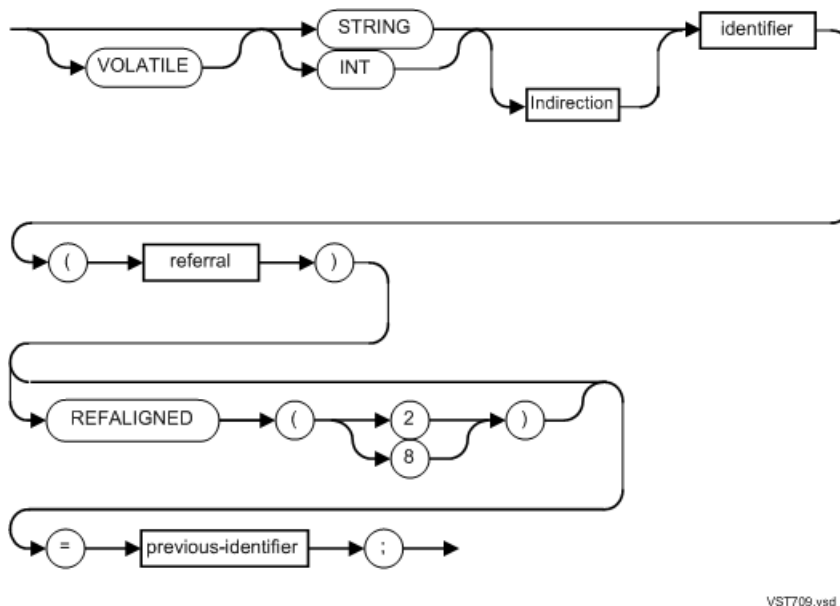 STRING
identifier
VOLATILE
INT
Indirection
( referral )
REFALIGNED ( 2 )
8
= previous-identifier ;
VST709.vsd